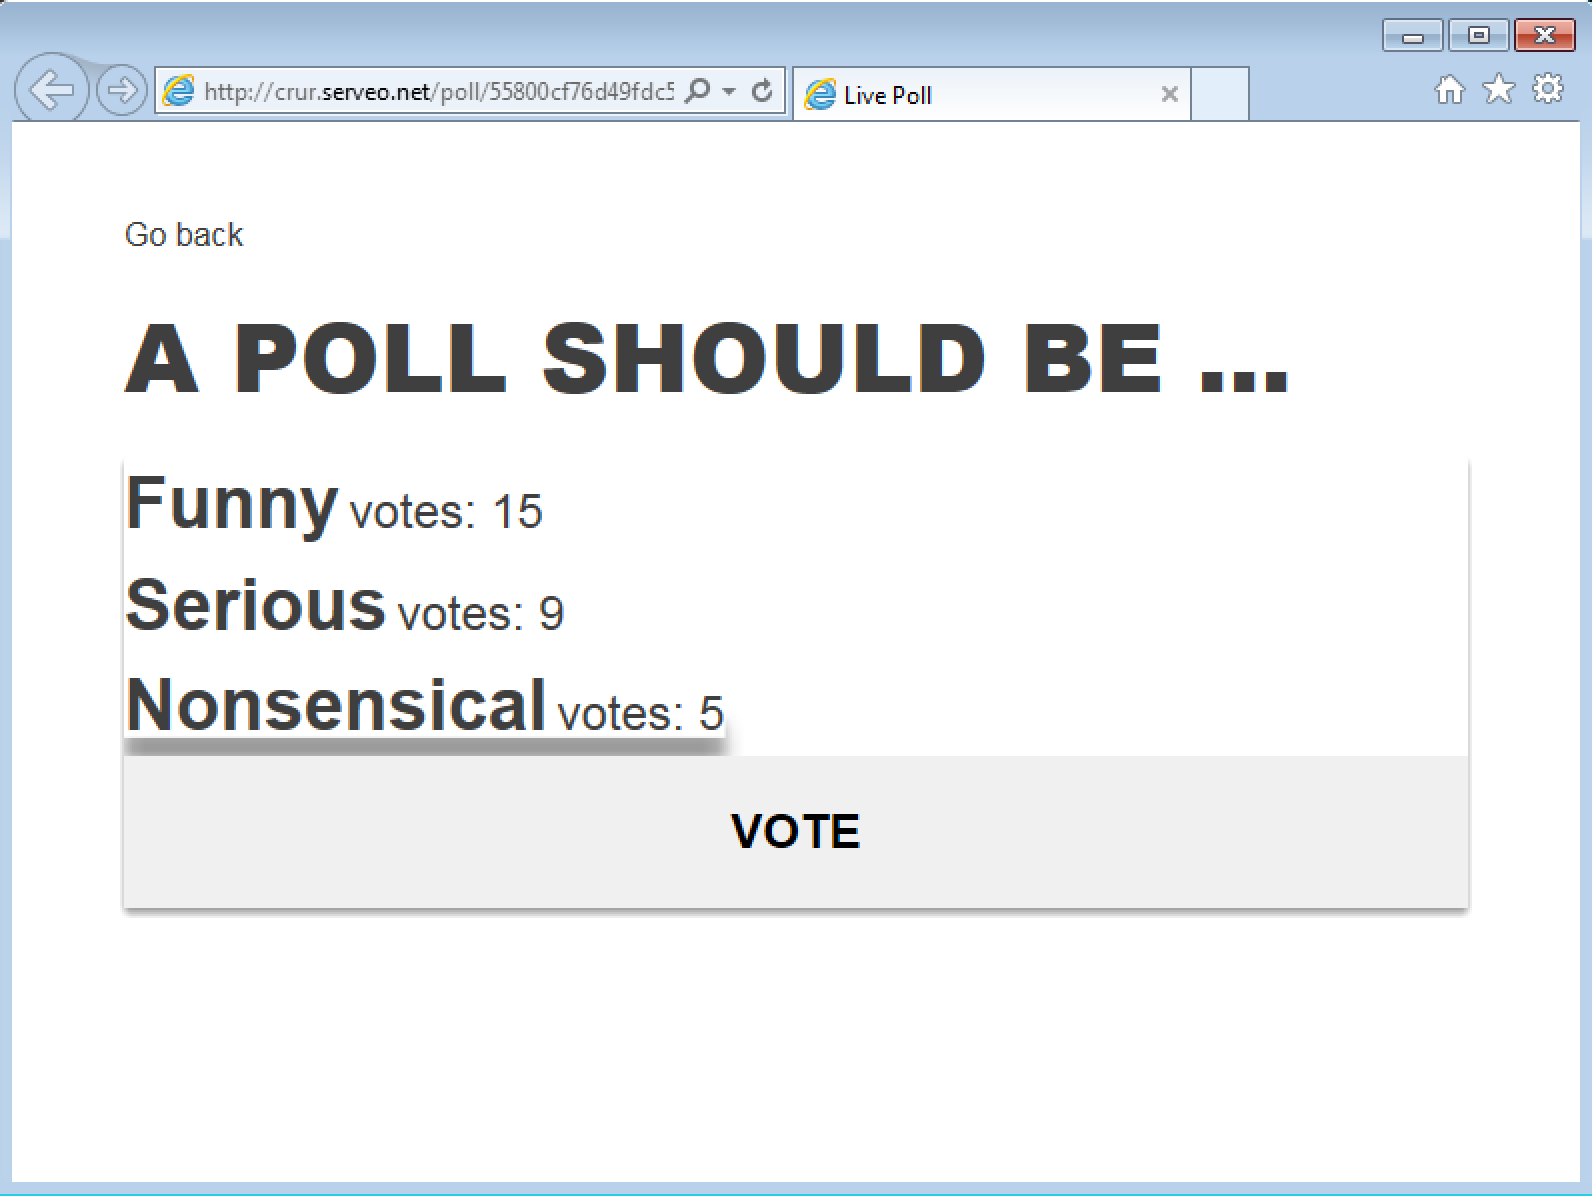 http://crur.serveo.net/poll/55800cf76d49fdc5
Live Poll
Go back
A POLL SHOULD BE ...
Funny votes: 15
Serious votes: 9
Nonsensical votes: 5
VOTE